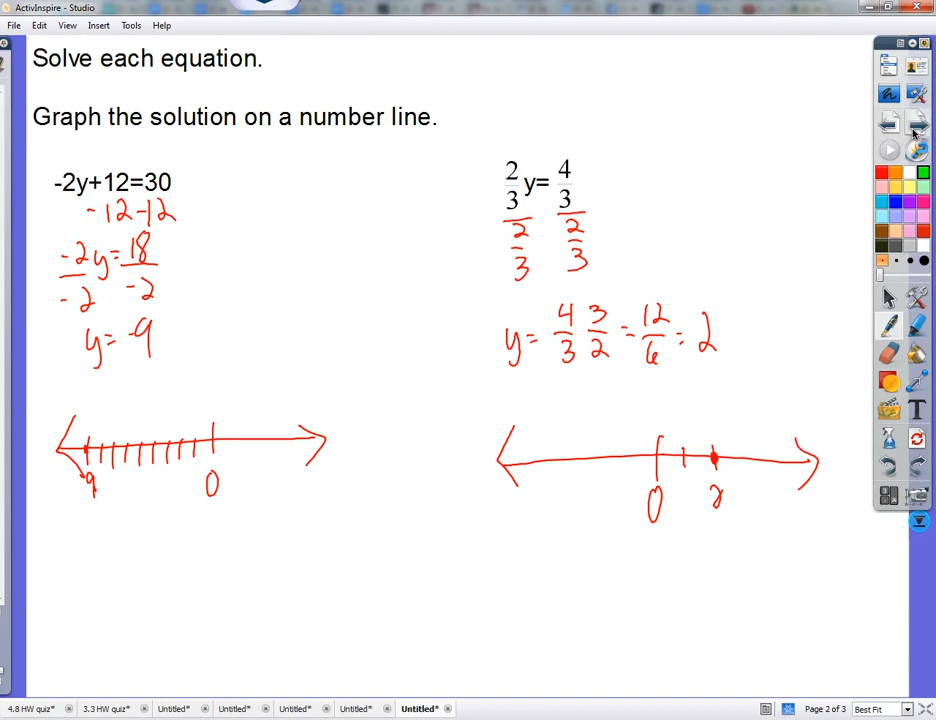 ActivInspire - Studio
File Edit View Insert Tools Help
Solve each equation.
Graph the solution on a number line.
-2y+12=30
-12-12
-2y=18
-2 -2
y=-9
-9 0
2/3 y= 4/3
2/3 2/3
y= 4/3 3/2 = 12/6 = 2
0 2
4.8 HW quiz* 3.3 HW quiz* Untitled* Untitled* Untitled* Untitled* Untitled* Page 2 of 3 Best Fit